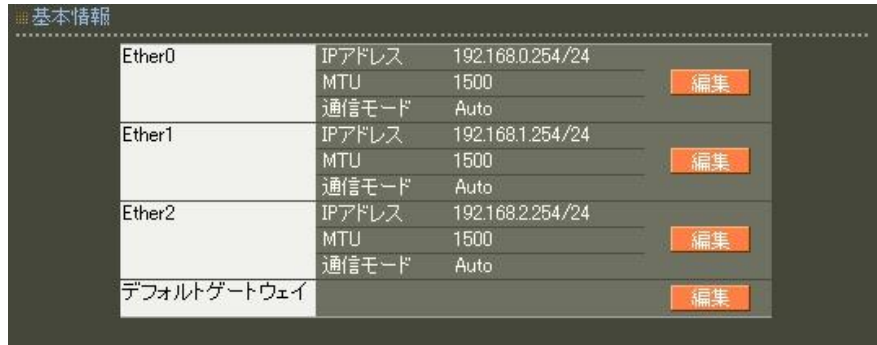 基本情報
Ether0 IPアドレス 192.168.0.254/24
MTU 1500 編集
通信モード Auto
Ether1 IPアドレス 192.168.1.254/24
MTU 1500 編集
通信モード Auto
Ether2 IPアドレス 192.168.2.254/24
MTU 1500 編集
通信モード Auto
デフォルトゲートウェイ 編集